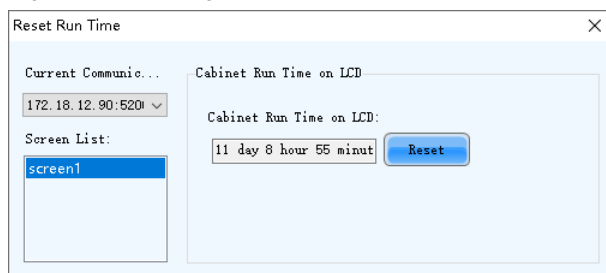 Reset Run Time
Current Communic...
172.18.12.90:520
Screen List:
screen1
Cabinet Run Time on LCD
Cabinet Run Time on LCD:
11 day 8 hour 55 minut
Reset